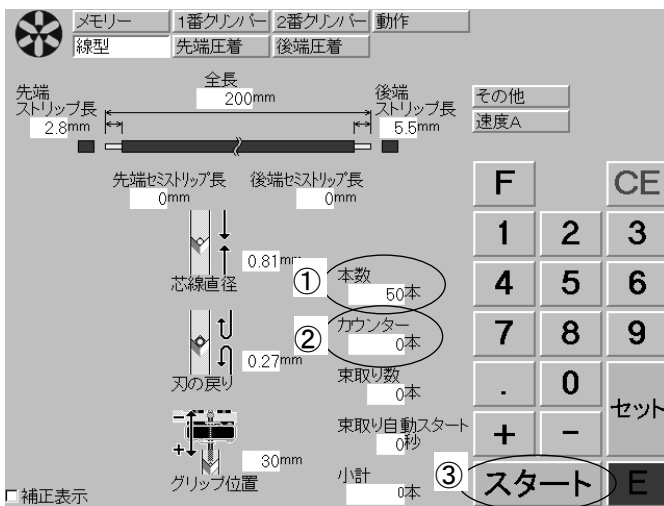 メモリー 1番クリンパー 2番クリンパー 動作
線型 先端圧着 後端圧着
全長
200mm
先端
ストリップ長
2.8mm
後端
ストリップ長
5.5mm
その他
速度A
先端セミストリップ長
0mm
後端セミストリップ長
0mm
0.81mm
芯線直径
① 本数
50本
② カウンター
0本
0.27mm
刃の戻り
束取り数
0本
束取り自動スタート
0秒
- +
30mm
グリップ位置
小計
0本
補正表示
F CE
1 2 3
4 5 6
7 8 9
. 0 セット
+ -
③ スタート E